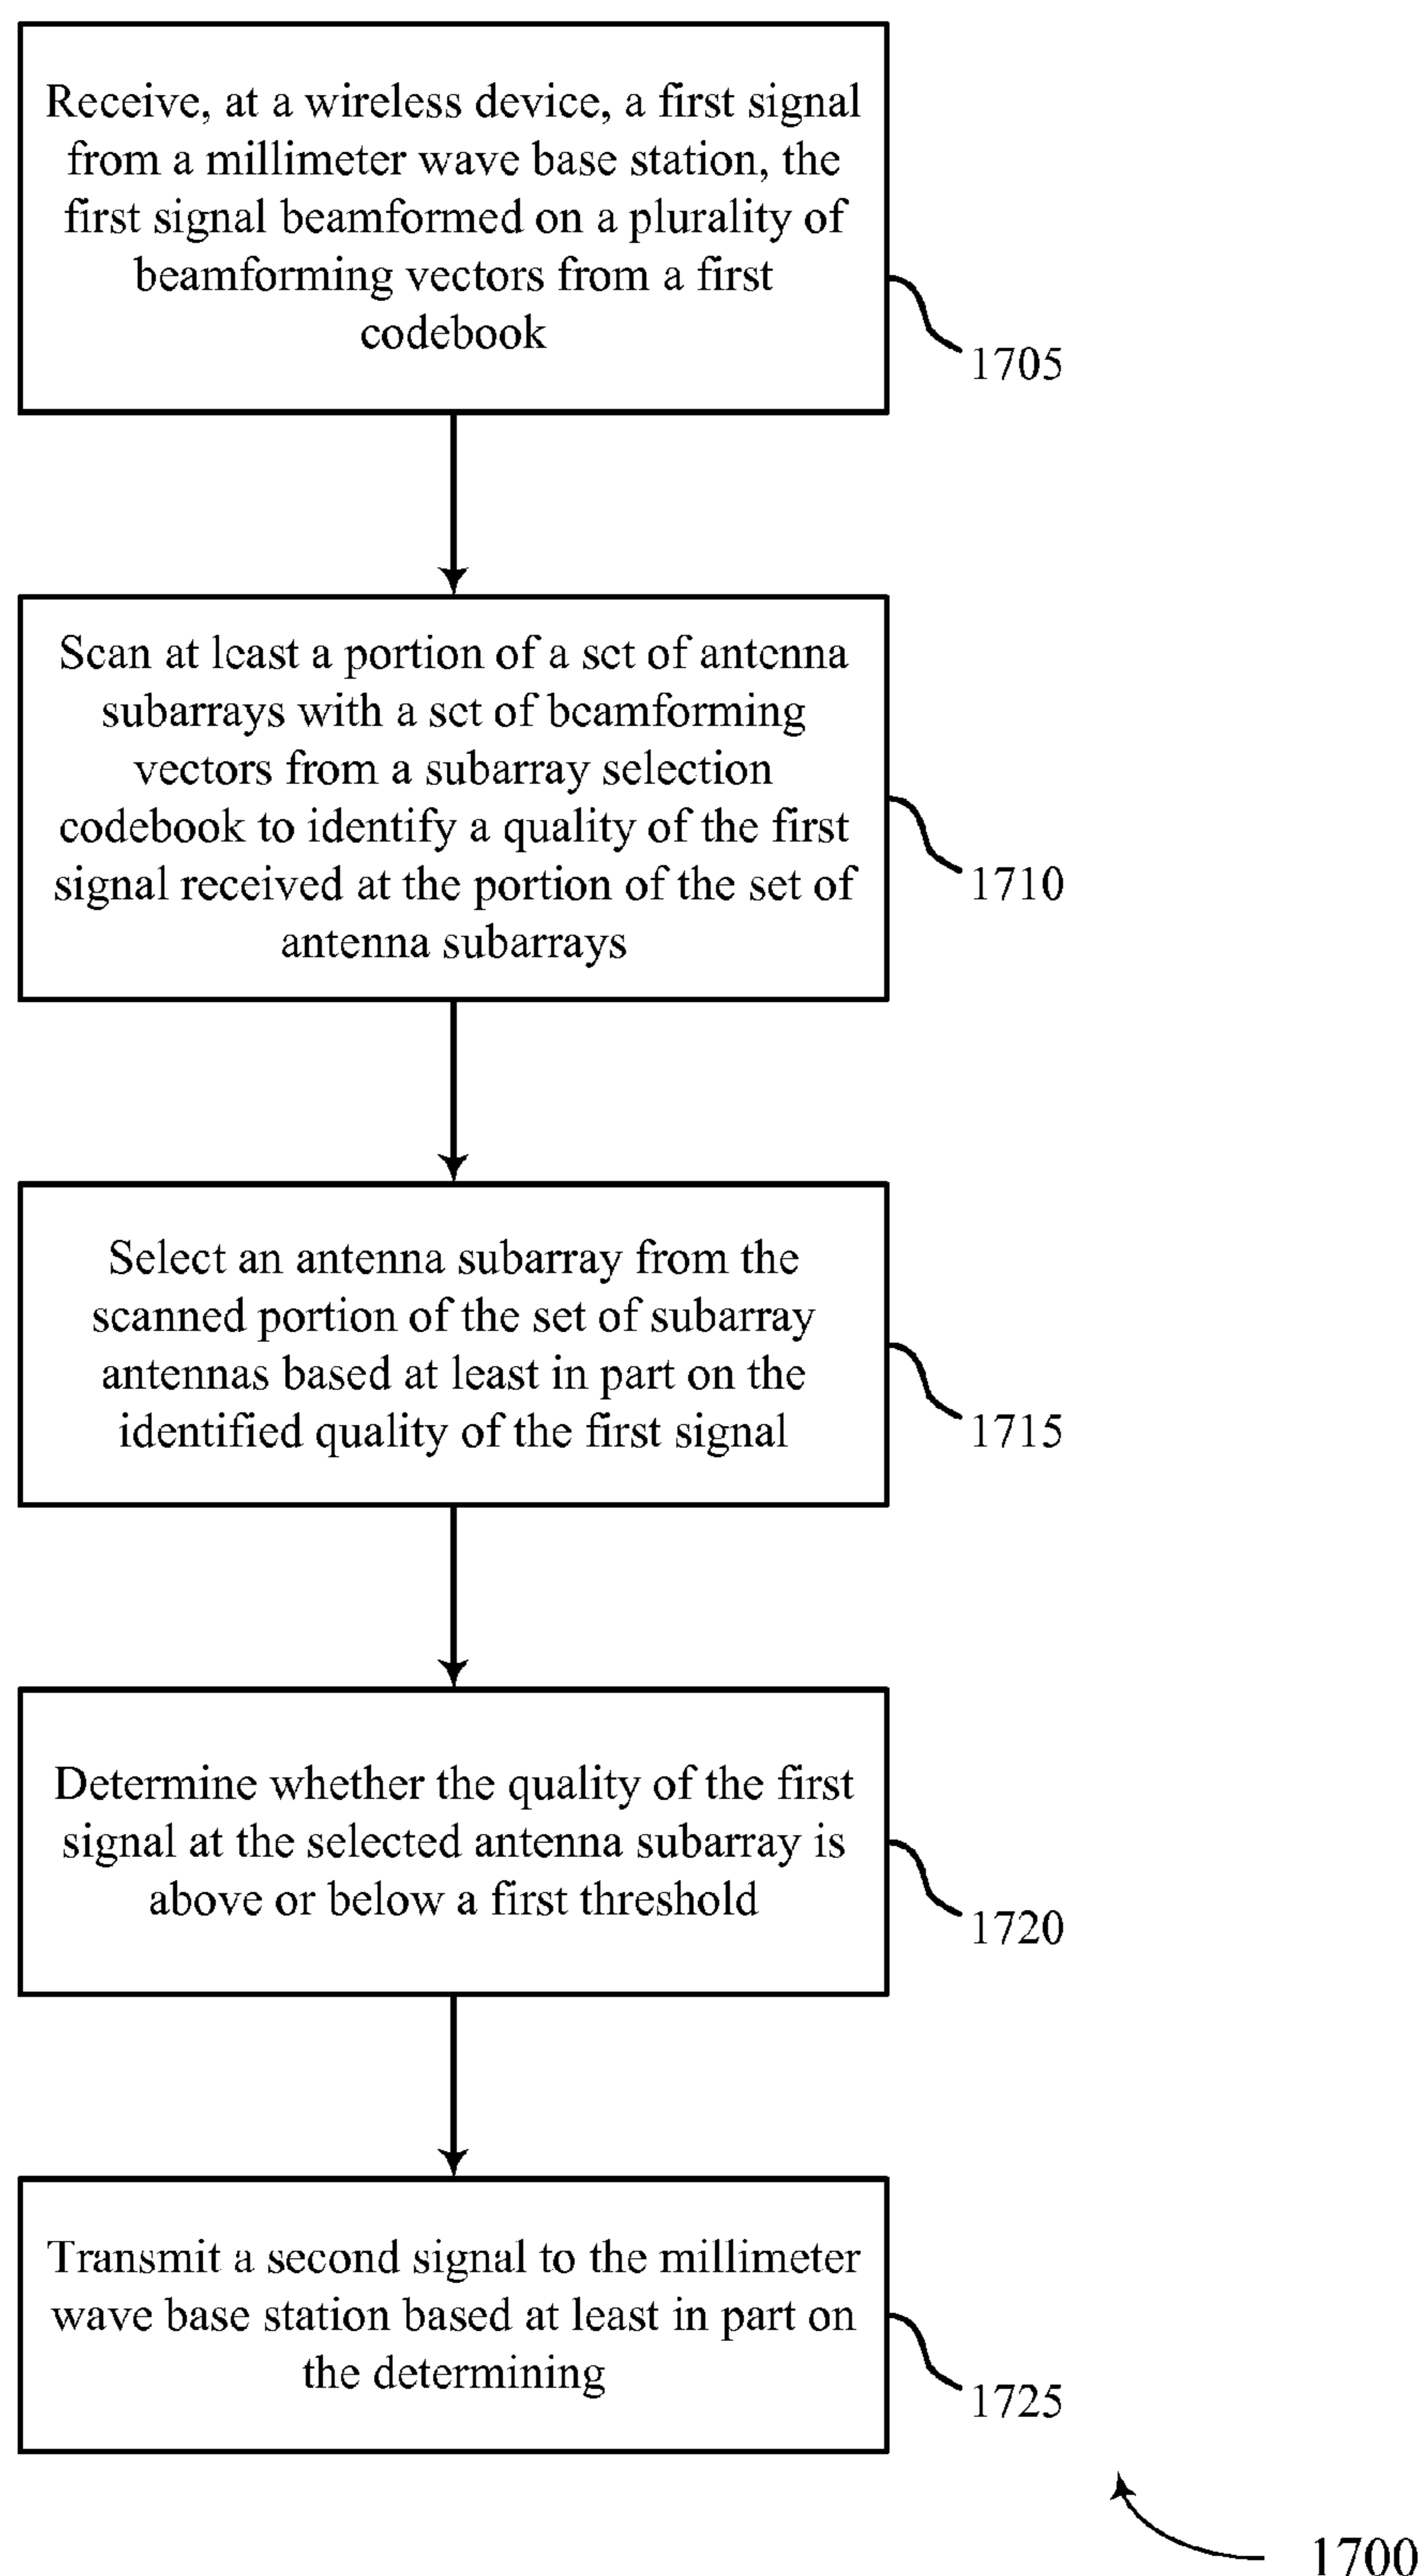 Receive, at a wireless device, a first signal
from a millimeter wave base station, the
first signal beamformed on a plurality of
beamforming vectors from a first
codebook
1705
Scan at least a portion of a set of antenna
subarrays with a set of beamforming
vectors from a subarray selection
codebook to identify a quality of the first
signal received at the portion of the set of
antenna subarrays
1710
Select an antenna subarray from the
scanned portion of the set of subarray
antennas based at least in part on the
identified quality of the first signal
1715
Determine whether the quality of the first
signal at the selected antenna subarray is
above or below a first threshold
1720
Transmit a second signal to the millimeter
wave base station based at least in part on
the determining
1725
1700